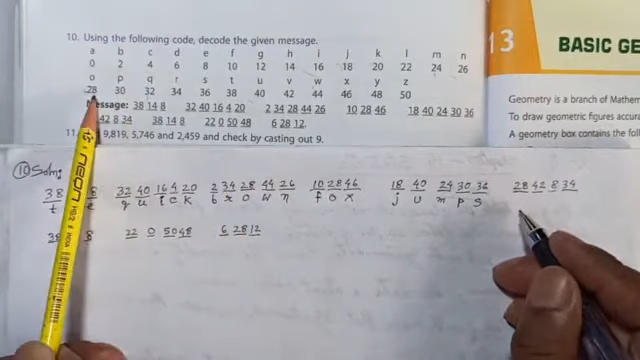 10. Using the following code, decode the given message.
a b c d e f g h i j k l m n
0 2 4 6 8 10 12 14 16 18 20 22 24 26
o p q r s t u v w x y z
28 30 32 34 36 38 40 42 44 46 48 50
Message: 38 14 8 32 40 16 4 20 2 34 28 44 26 10 28 46 18 40 24 30 36
42 8 34 38 14 8 22 0 50 48 6 28 12.
11. 9,819, 5,746 and 2,459 and check by casting out 9.
13 BASIC GE
Geometry is a branch of Mathem
To draw geometric figures accura
A geometry box contains the fol
10 Soln:
38 8 32 40 16 4 20 2 34 28 44 26 10 28 46 18 40 24 30 36 28 42 8 34
t e q u i c k b r o w n f o x j u m p s
38 8 22 0 50 48 6 28 12